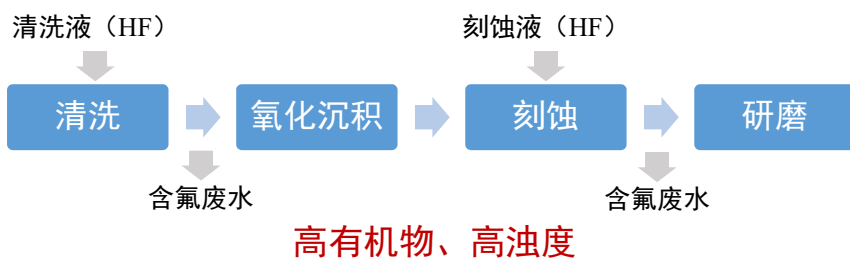 清洗液（HF）
刻蚀液（HF）
清洗
氧化沉积
刻蚀
研磨
含氟废水
含氟废水
高有机物、高浊度